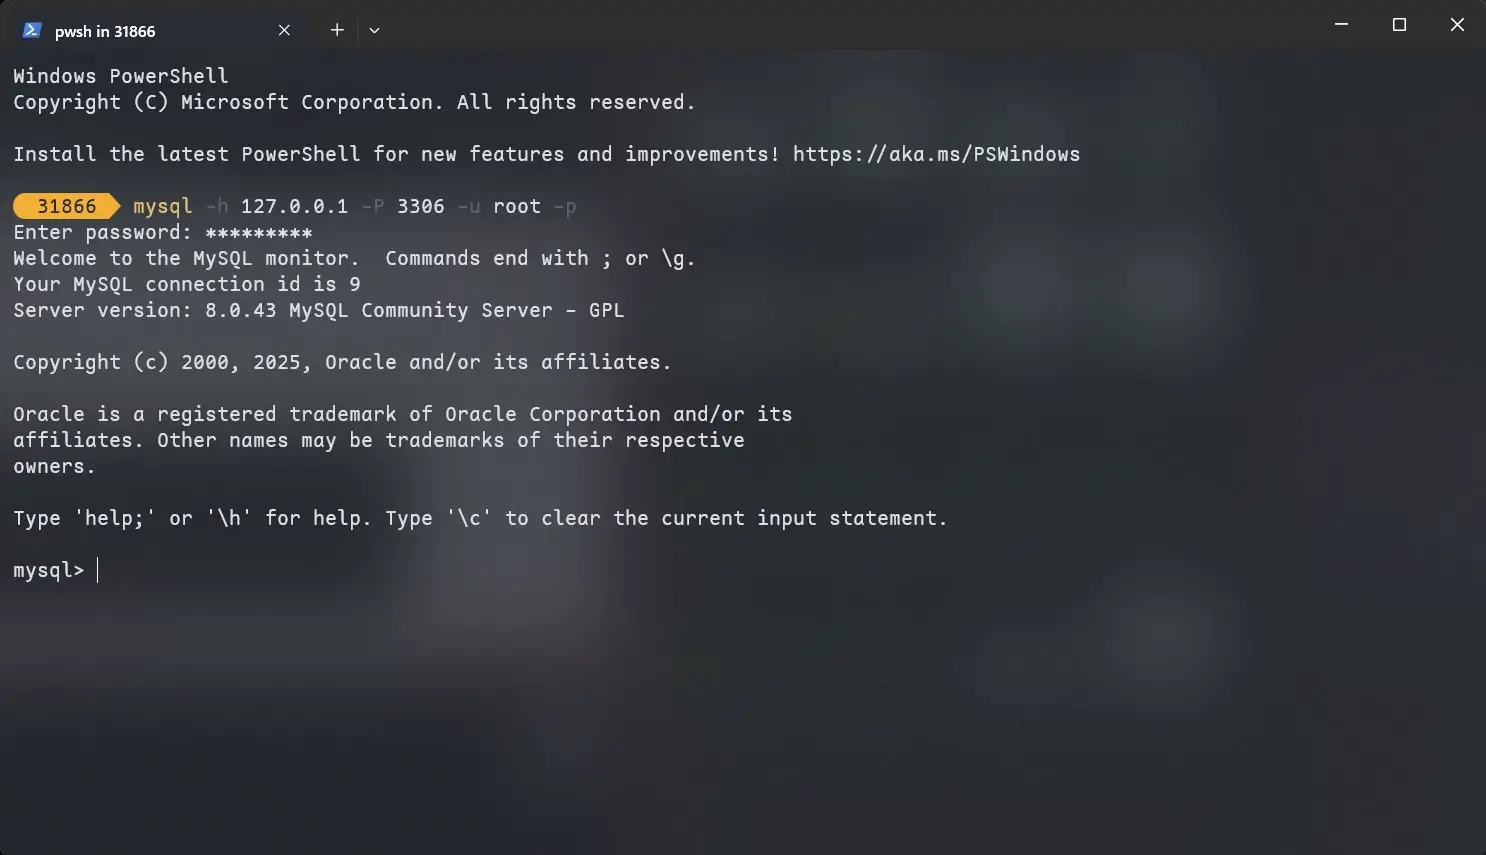 pwsh in 31866
Windows PowerShell
Copyright (C) Microsoft Corporation. All rights reserved.
Install the latest PowerShell for new features and improvements! https://aka.ms/PSWindows
31866 mysql -h 127.0.0.1 -P 3306 -u root -p
Enter password: *********
Welcome to the MySQL monitor.  Commands end with ; or \g.
Your MySQL connection id is 9
Server version: 8.0.43 MySQL Community Server - GPL
Copyright (c) 2000, 2025, Oracle and/or its affiliates.
Oracle is a registered trademark of Oracle Corporation and/or its
affiliates. Other names may be trademarks of their respective
owners.
Type 'help;' or '\h' for help. Type '\c' to clear the current input statement.
mysql>